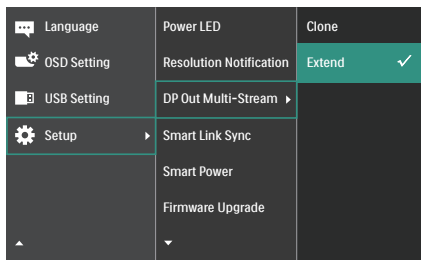 Language
OSD Setting
USB Setting
Setup
Power LED
Resolution Notification
DP Out Multi-Stream
Smart Link Sync
Smart Power
Firmware Upgrade
Clone
Extend